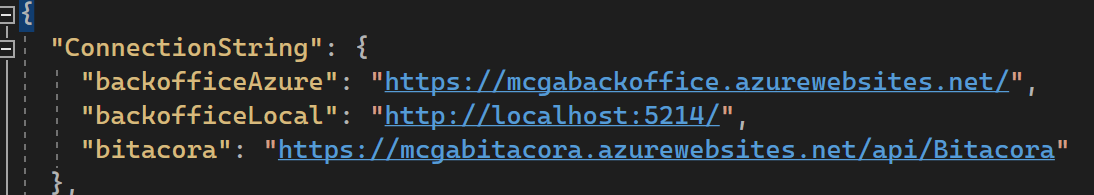 {
"ConnectionString": {
"backofficeAzure": "https://mcgabackoffice.azurewebsites.net/",
"backofficeLocal": "http://localhost:5214/",
"bitacora": "https://mcgabitacora.azurewebsites.net/api/Bitacora"
},